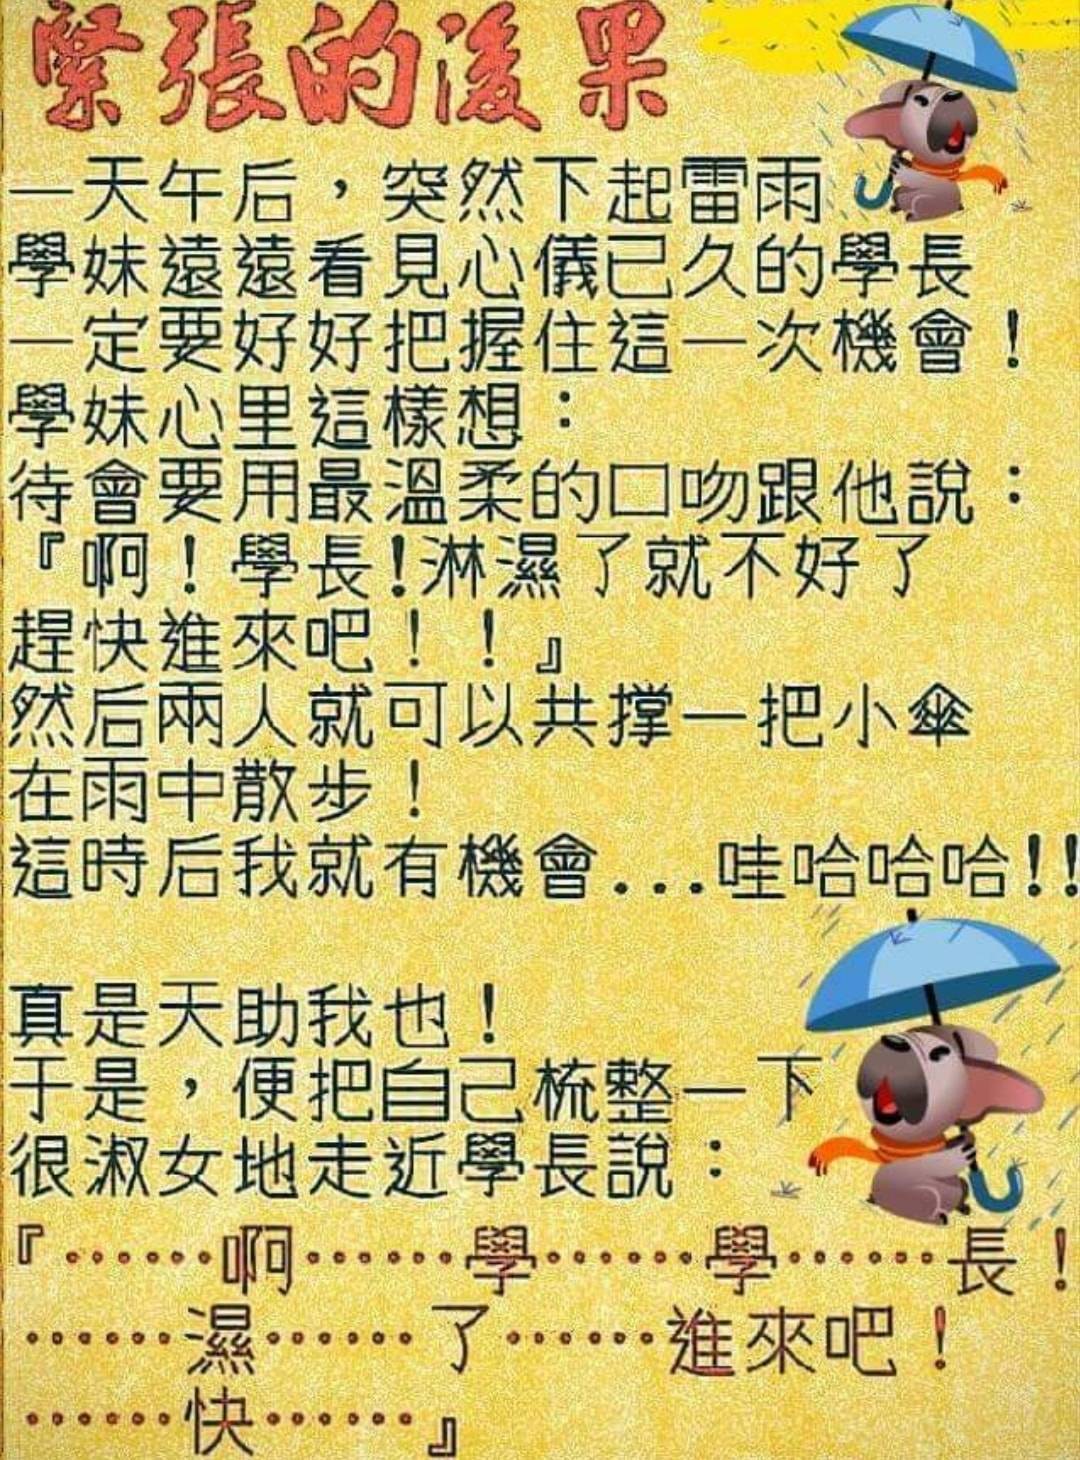 緊張的後果
一天午后，突然下起雷雨
學妹遠遠看見心儀已久的學長
一定要好好把握住這一次機會！
學妹心里這樣想：
待會要用最溫柔的口吻跟他說：
『啊！學長!淋濕了就不好了
趕快進來吧！！』
然后兩人就可以共撐一把小傘
在雨中散步！
這時后我就有機會...哇哈哈哈!!
真是天助我也！
于是，便把自己梳整一下
很淑女地走近學長說：
『……啊……學……學……長！
……濕……了……進來吧！
……快……』